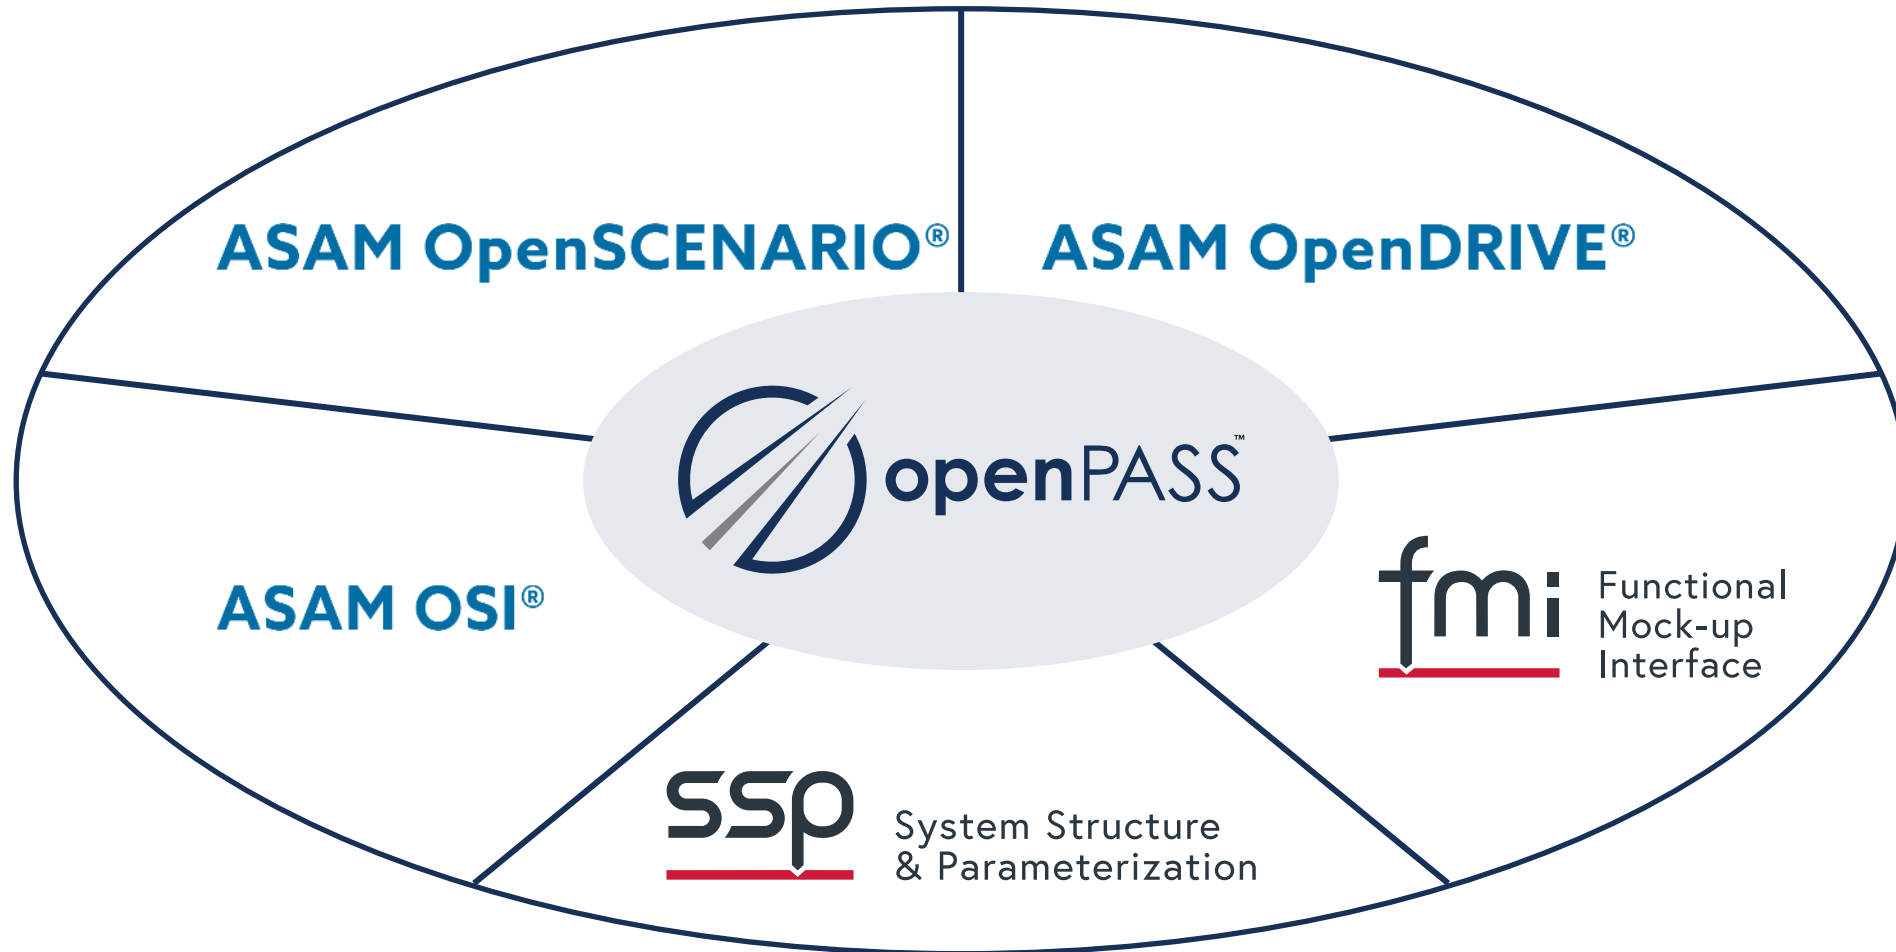 ASAM OpenSCENARIO®
ASAM OpenDRIVE®
openPASS™
ASAM OSI®
fmi
Functional
Mock-up
Interface
ssp
System Structure
& Parameterization